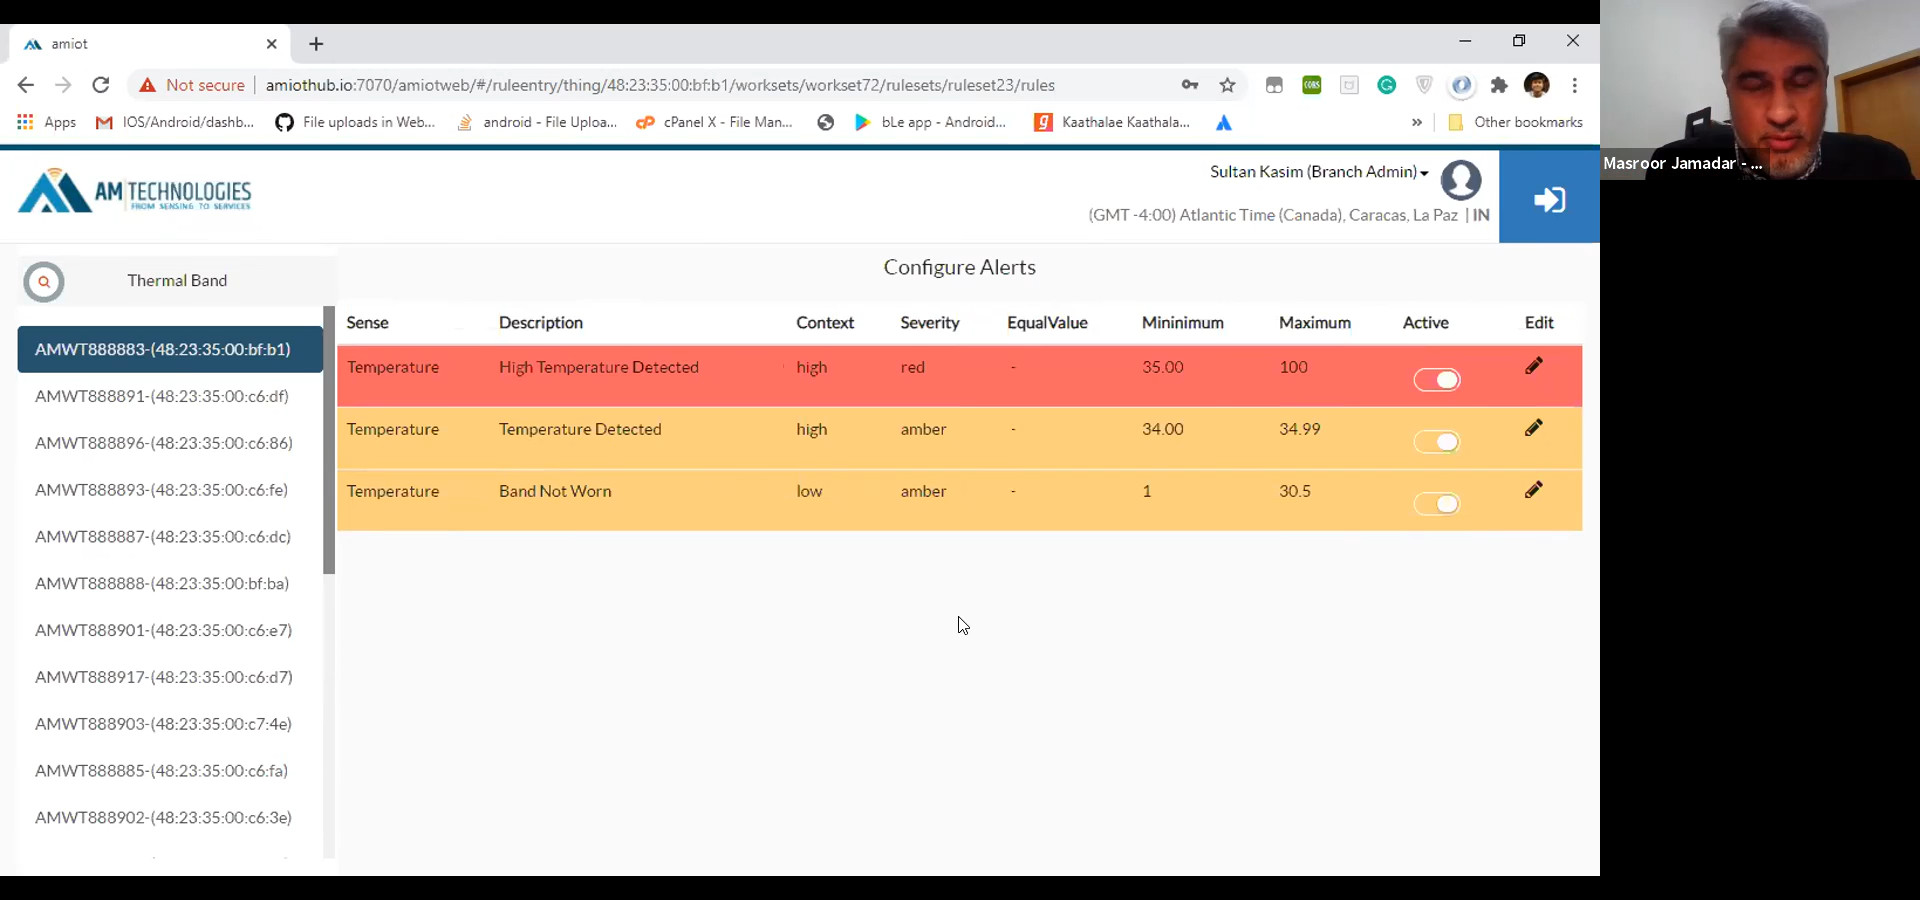 amiot
Not secure
amiothub.io:7070/amiotweb/#/ruleentry/thing/48:23:35:00:bf:b1/worksets/workset72/rulesets/ruleset23/rules
CORS
Apps IOS/Android/dashb... File uploads in Web... android - File Uploa... cPanel X - File Man... bLe app - Android... Kaathalae Kaathala... » Other bookmarks
AM TECHNOLOGIES
FROM SENSING TO SERVICES
Sultan Kasim (Branch Admin)
(GMT -4:00) Atlantic Time (Canada), Caracas, La Paz | IN
Masroor Jamadar - ...
Thermal Band
Configure Alerts
AMWT888883-(48:23:35:00:bf:b1)
AMWT888891-(48:23:35:00:c6:df)
AMWT888896-(48:23:35:00:c6:86)
AMWT888893-(48:23:35:00:c6:fe)
AMWT888887-(48:23:35:00:c6:dc)
AMWT888888-(48:23:35:00:bf:ba)
AMWT888901-(48:23:35:00:c6:e7)
AMWT888917-(48:23:35:00:c6:d7)
AMWT888903-(48:23:35:00:c7:4e)
AMWT888885-(48:23:35:00:c6:fa)
AMWT888902-(48:23:35:00:c6:3e)
Sense Description Context Severity EqualValue Mininimum Maximum Active Edit
Temperature High Temperature Detected high red - 35.00 100
Temperature Temperature Detected high amber - 34.00 34.99
Temperature Band Not Worn low amber - 1 30.5